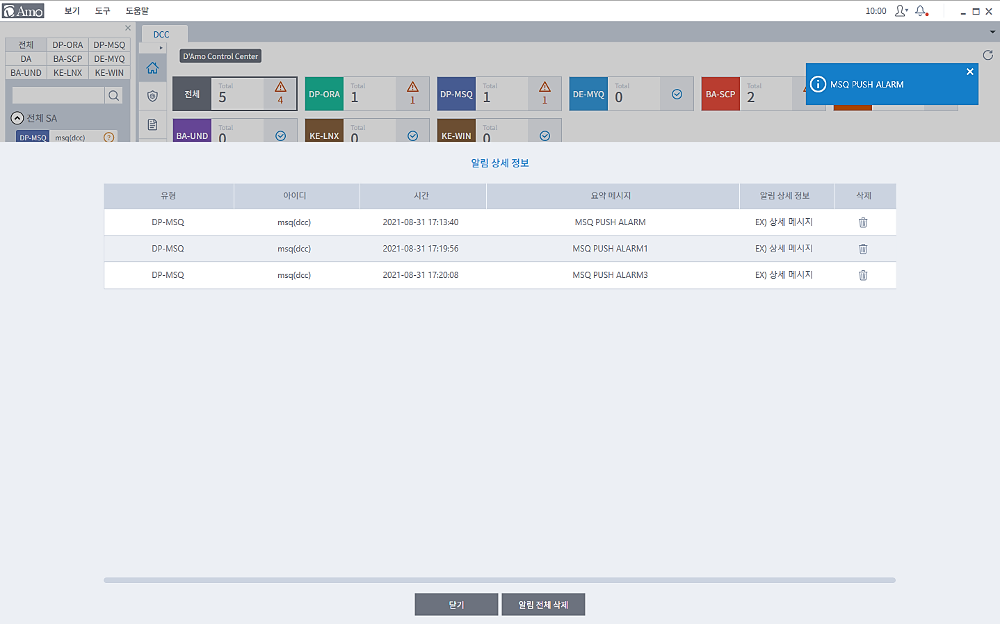 Amo 보기 도구 도움말 10:00
DCC
전체 DP-ORA DP-MSQ
DA BA-SCP DE-MYQ
BA-UND KE-LNX KE-WIN
전체 SA
DP-MSQ msq(dcc) ?
D'Amo Control Center
전체 Total 5 4
DP-ORA Total 1 1
DP-MSQ Total 1 1
DE-MYQ Total 0
BA-SCP Total 2
BA-UND Total 0
KE-LNX Total 0
KE-WIN Total 0
MSQ PUSH ALARM
알림 상세 정보
유형 아이디 시간 요약 메시지 알림 상세 정보 삭제
DP-MSQ msq(dcc) 2021-08-31 17:13:40 MSQ PUSH ALARM EX) 상세 메시지
DP-MSQ msq(dcc) 2021-08-31 17:19:56 MSQ PUSH ALARM1 EX) 상세 메시지
DP-MSQ msq(dcc) 2021-08-31 17:20:08 MSQ PUSH ALARM3 EX) 상세 메시지
닫기 알림 전체 삭제